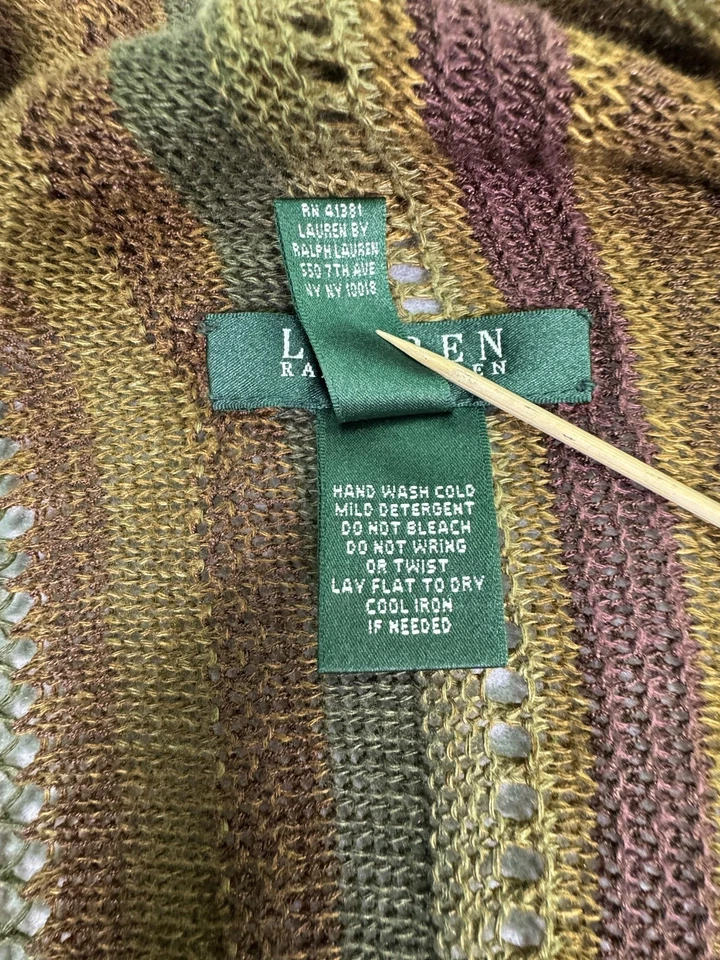 RN 41381
LAUREN BY
RALPH LAUREN
550 7TH AVE
NY NY 10018
HAND WASH COLD
MILD DETERGENT
DO NOT BLEACH
DO NOT WRING
OR TWIST
LAY FLAT TO DRY
COOL IRON
IF NEEDED